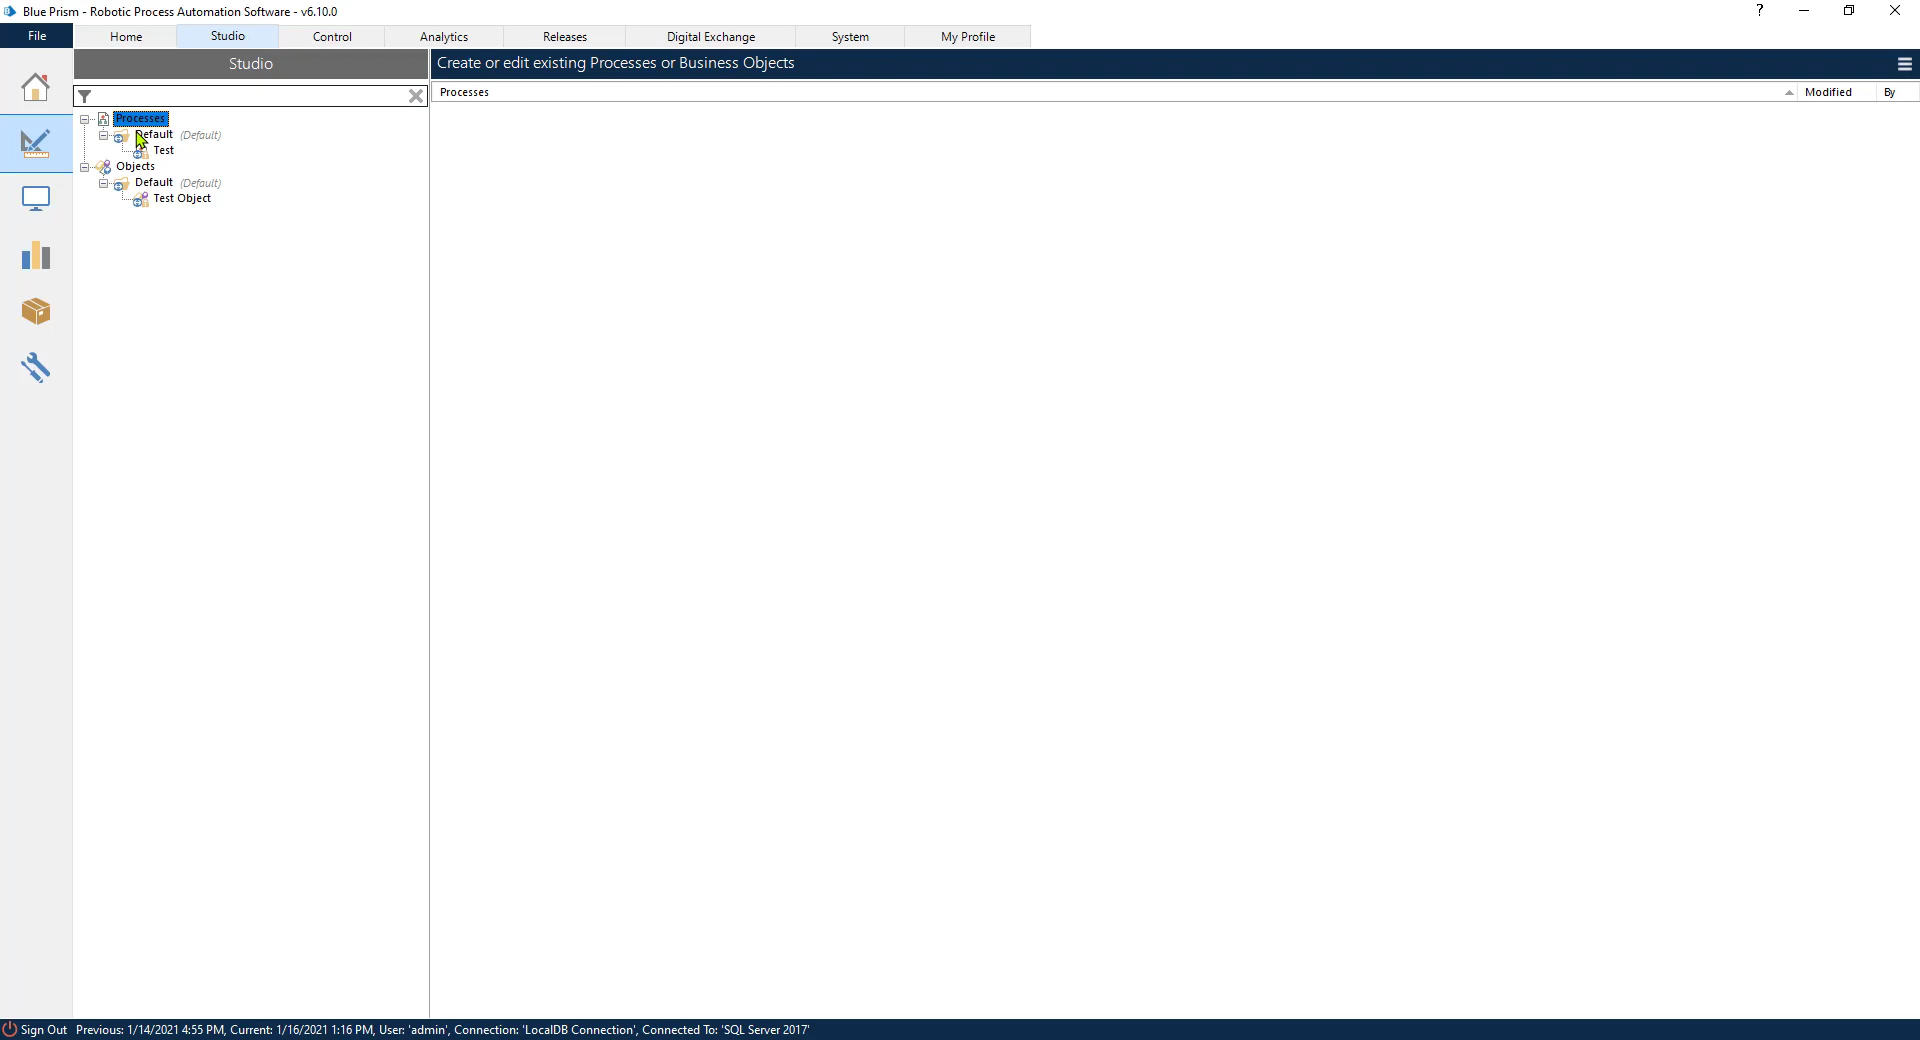 Blue Prism - Robotic Process Automation Software - v6.10.0
?
File Home Studio Control Analytics Releases Digital Exchange System My Profile
Studio
Create or edit existing Processes or Business Objects
Processes Modified By
Processes
Default (Default)
Test
Objects
Default (Default)
Test Object
Sign Out Previous: 1/14/2021 4:55 PM, Current: 1/16/2021 1:16 PM, User: 'admin', Connection: 'LocalDB Connection', Connected To: 'SQL Server 2017'